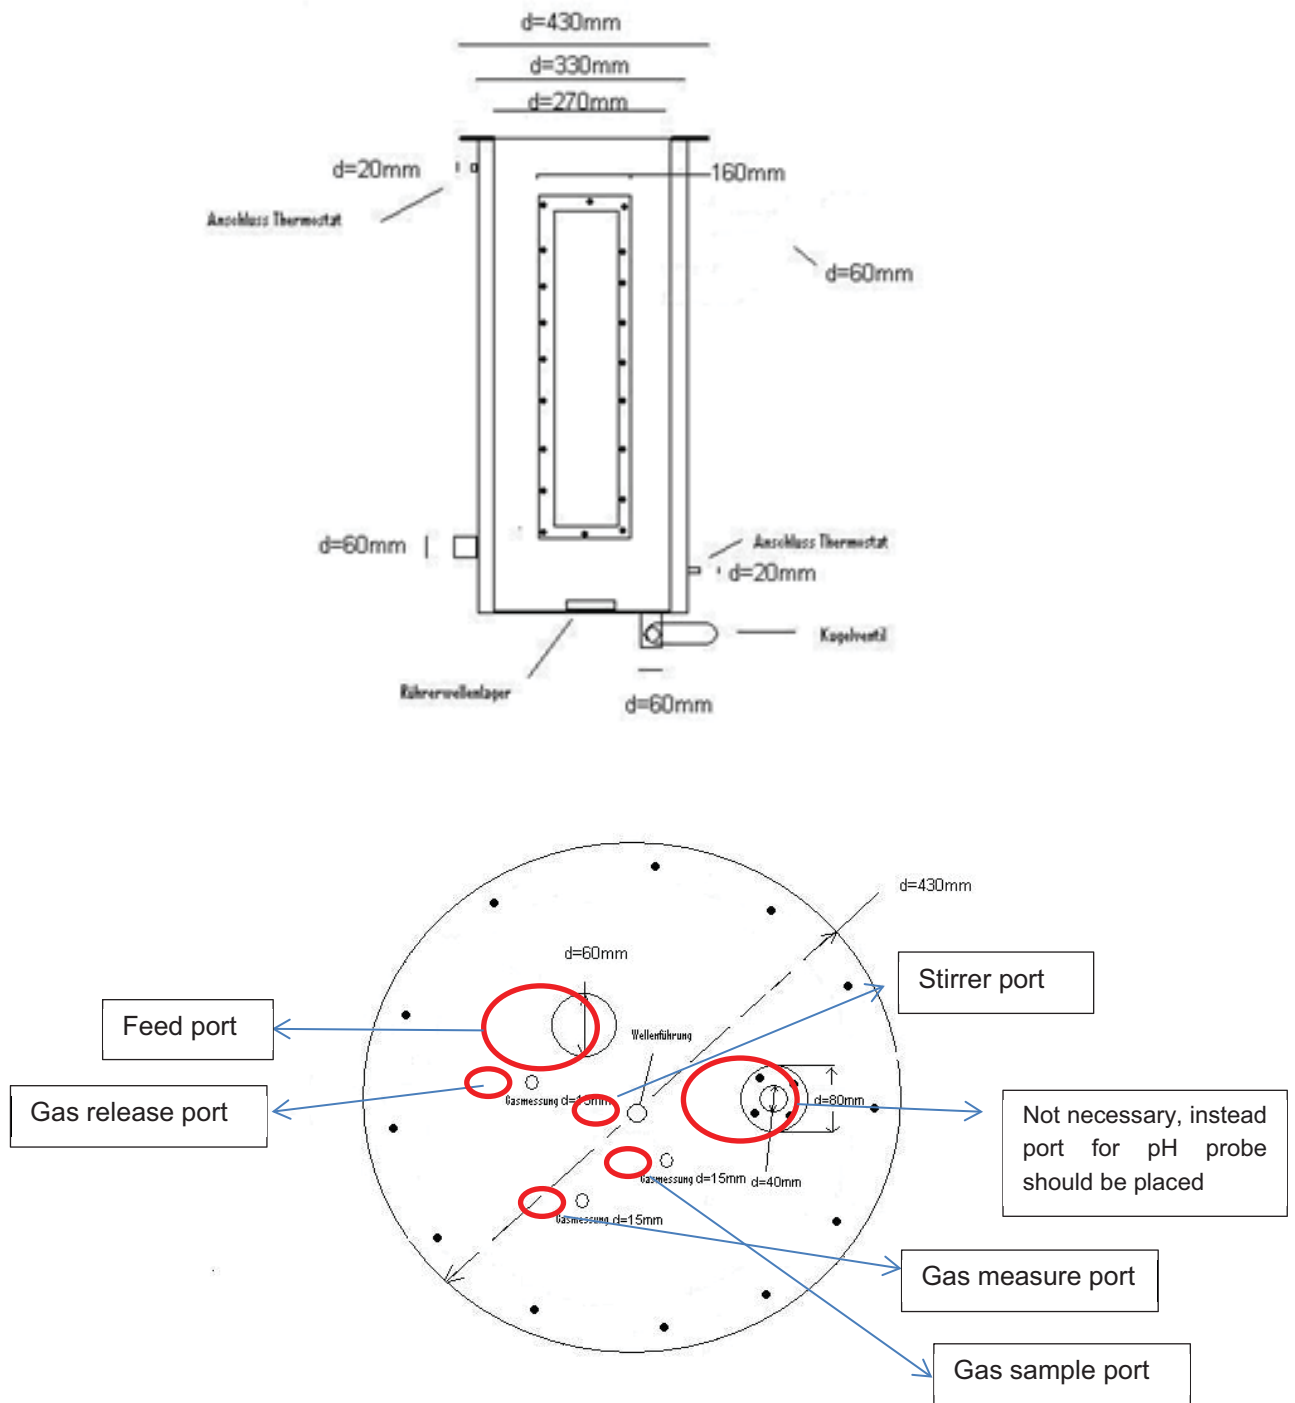 d=430mm
d=330mm
d=270mm
d=20mm
160mm
Anschluss Thermostat
d=60mm
d=60mm
Anschluss Thermostat
d=20mm
Kugelventil
Rührerwellenlager
d=60mm
d=430mm
d=60mm
Stirrer port
Feed port
Wellenführung
Gas release port
Gasmessung d=15mm
d=80mm
Not necessary, instead
port for pH probe
should be placed
Gasmessung d=15mm
d=40mm
Gasmessung d=15mm
Gas measure port
Gas sample port